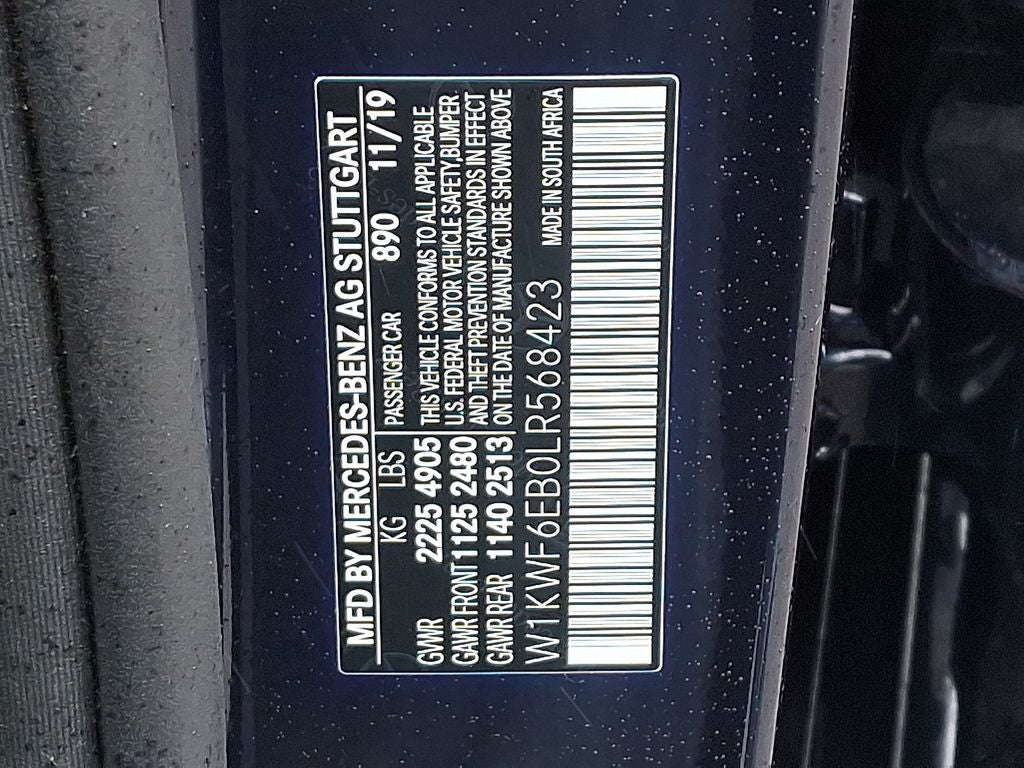 MFD BY MERCEDES-BENZ AG STUTTGART
KG LBS PASSENGER CAR 890 11/19
GVWR 2225 4905 THIS VEHICLE CONFORMS TO ALL APPLICABLE
GAWR FRONT 1125 2480 U.S. FEDERAL MOTOR VEHICLE SAFETY,BUMPER
GAWR REAR 1140 2513 AND THEFT PREVENTION STANDARDS IN EFFECT
ON THE DATE OF MANUFACTURE SHOWN ABOVE
W1KWF6EB0LR568423 MADE IN SOUTH AFRICA